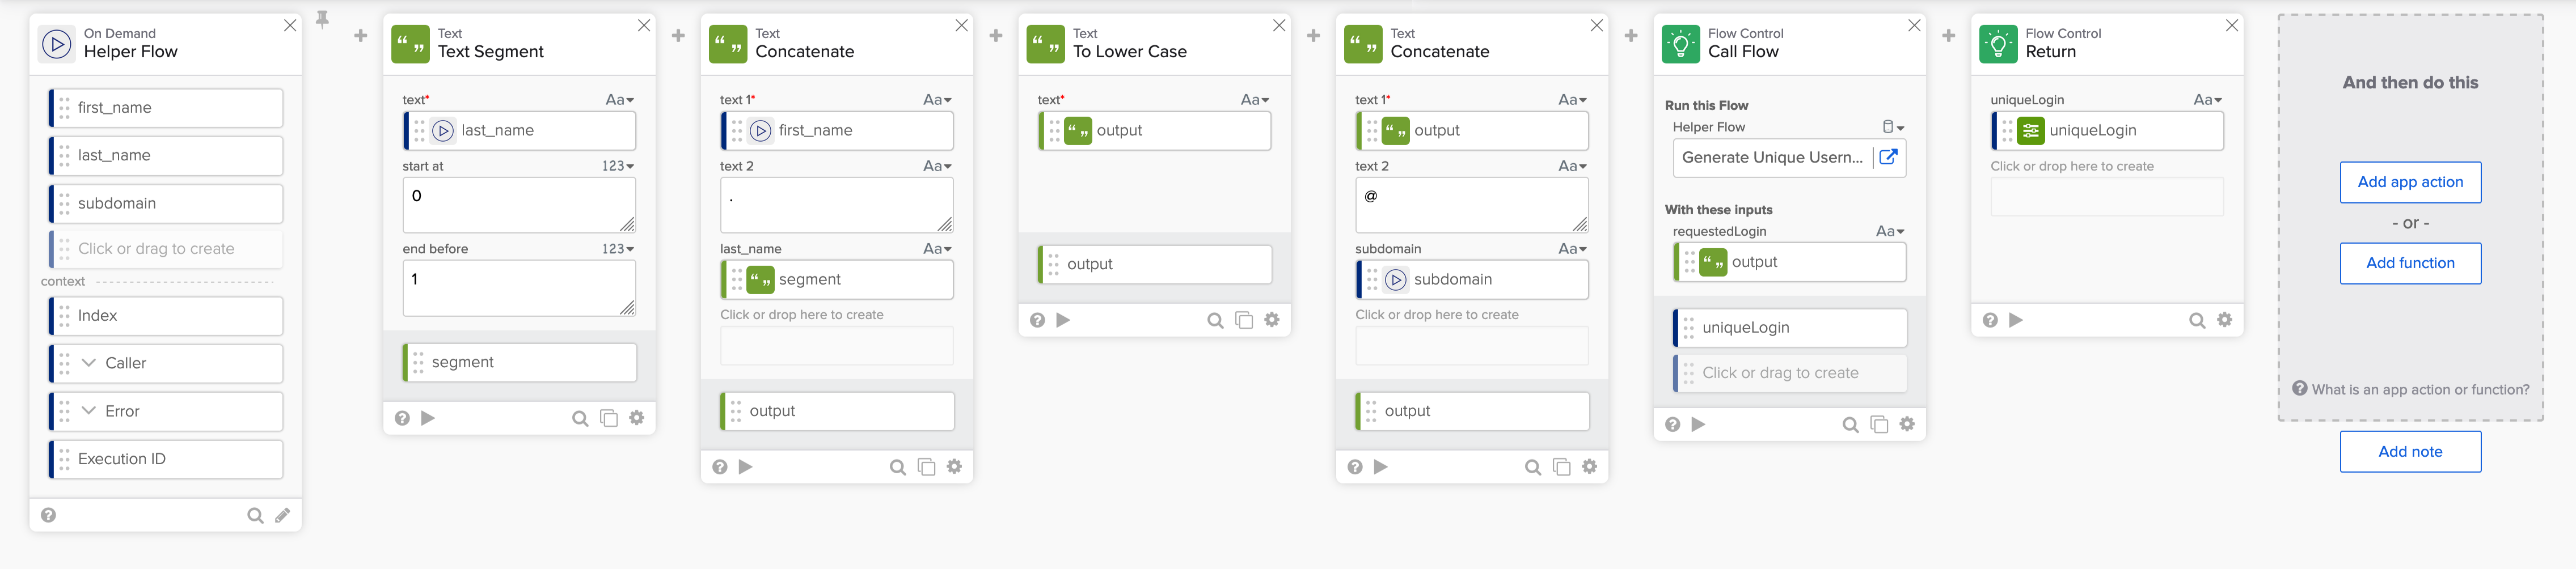 On Demand
Helper Flow
first_name
last_name
subdomain
Click or drag to create
context
Index
Caller
Error
Execution ID
Text
Text Segment
text* Aa
last_name
start at 123
0
end before 123
1
segment
Text
Concatenate
text 1* Aa
first_name
text 2 Aa
.
last_name Aa
segment
Click or drop here to create
output
Text
To Lower Case
text* Aa
output
output
Text
Concatenate
text 1* Aa
output
text 2 Aa
@
subdomain Aa
subdomain
Click or drop here to create
output
Flow Control
Call Flow
Run this Flow
Helper Flow
Generate Unique Usern...
With these inputs
requestedLogin Aa
output
uniqueLogin
Click or drag to create
Flow Control
Return
uniqueLogin Aa
uniqueLogin
Click or drop here to create
And then do this
Add app action
- or -
Add function
What is an app action or function?
Add note